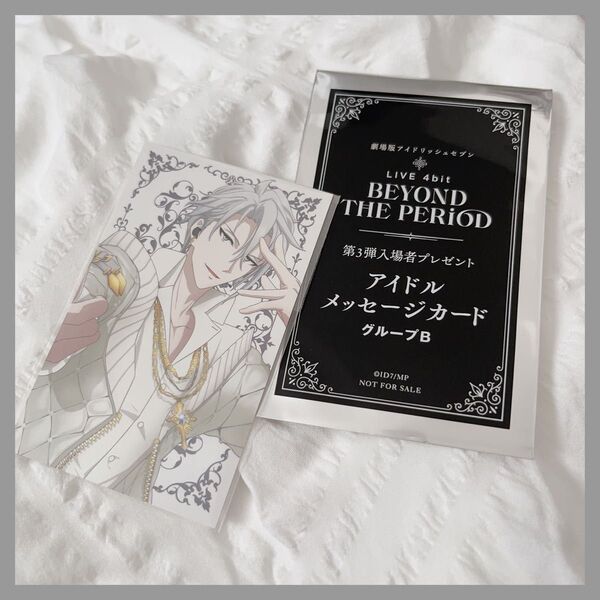 劇場版アイドリッシュセブン
LIVE 4bit
BEYOND
THE PERiOD
第3弾入場者プレゼント
アイドル
メッセージカード
グループB
©ID7/MP
NOT FOR SALE